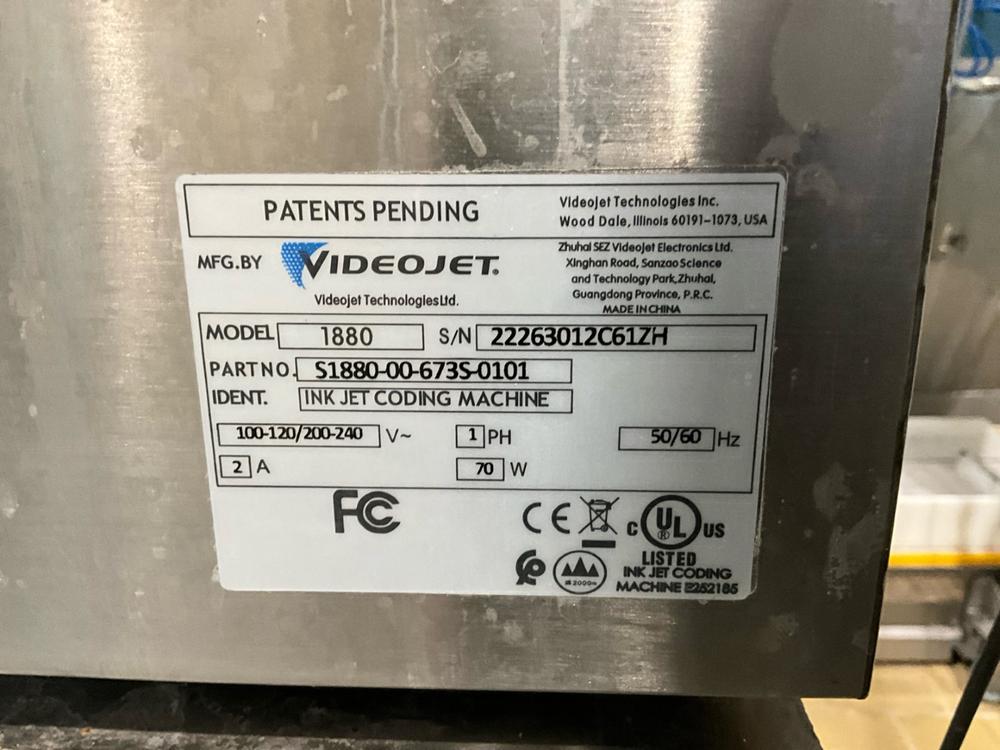 PATENTS PENDING
Videojet Technologies Inc.
Wood Dale, Illinois 60191-1073, USA
MFG.BY
VIDEOJET®
Videojet Technologies Ltd.
Zhuhai SEZ Videojet Electronics Ltd.
Xinghan Road, Sanzao Science
and Technology Park, Zhuhai,
Guangdong Province, P.R.C.
MADE IN CHINA
MODEL 1880 S/N 22263012C61ZH
PART NO. S1880-00-673S-0101
IDENT. INK JET CODING MACHINE
100-120/200-240 V~ 1 PH 50/60 Hz
2 A 70 W
FC
CE
C UL® US
LISTED
INK JET CODING
MACHINE E252185
2000m